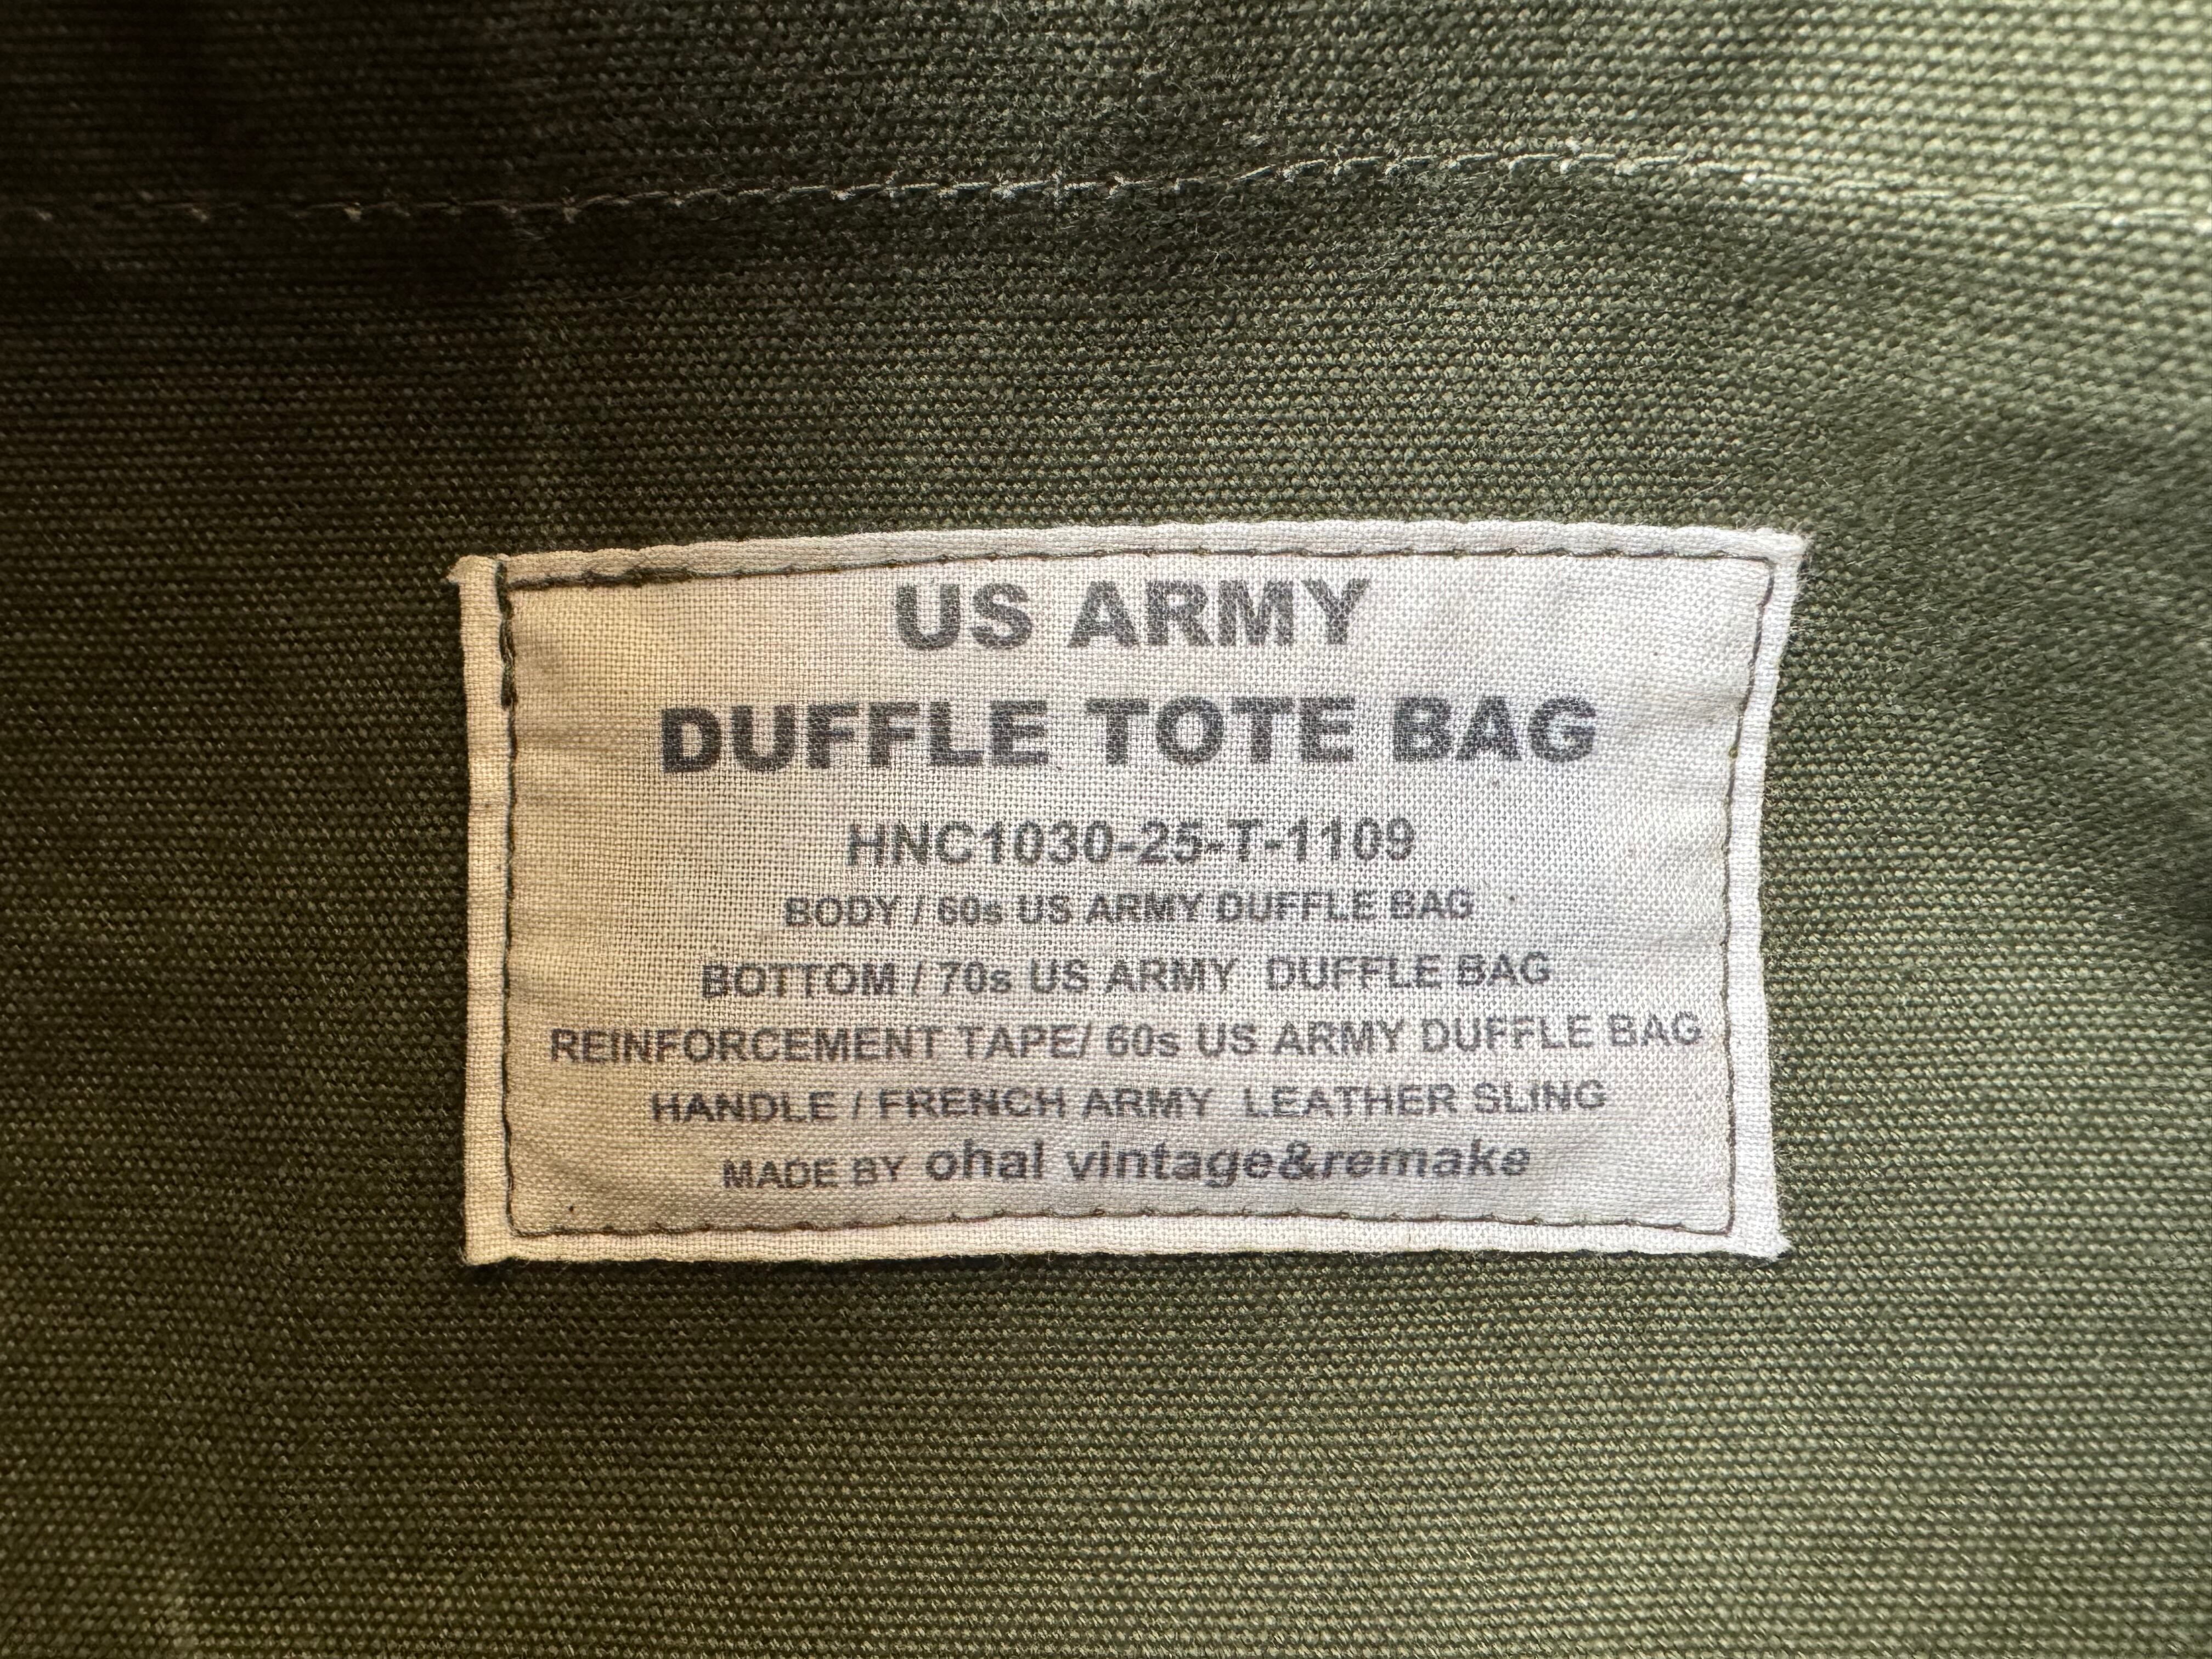 US ARMY
DUFFLE TOTE BAG
HNC1030-25-T-1109
BODY / 60s US ARMY DUFFLE BAG
BOTTOM / 70s US ARMY DUFFLE BAG
REINFORCEMENT TAPE/ 60s US ARMY DUFFLE BAG
HANDLE / FRENCH ARMY LEATHER SLING
MADE BY ohal vintage&remake